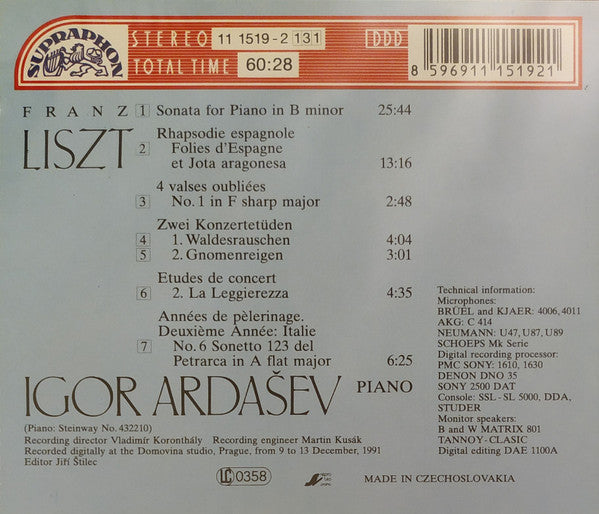 SUPRAPHON
STEREO 11 1519-2 131 DDD
TOTAL TIME 60:28
8 596911 151921
FRANZ
LISZT
1 Sonata for Piano in B minor 25:44
Rhapsodie espagnole
2 Folies d'Espagne
et Jota aragonesa 13:16
4 valses oubliées
3 No. 1 in F sharp major 2:48
Zwei Konzertetüden
4 1. Waldesrauschen 4:04
5 2. Gnomenreigen 3:01
Etudes de concert
6 2. La Leggierezza 4:35
Années de pèlerinage.
Deuxième Année: Italie
7 No. 6 Sonetto 123 del
Petrarca in A flat major 6:25
IGOR ARDAŠEV PIANO
(Piano: Steinway No. 432210)
Recording director Vladimír Koronthály Recording engineer Martin Kusák
Recorded digitally at the Domovina studio, Prague, from 9 to 13 December, 1991
Editor Jiří Štilec
Technical information:
Microphones:
BRÜEL and KJAER: 4006, 4011
AKG: C 414
NEUMANN: U47, U87, U89
SCHOEPS Mk Serie
Digital recording processor:
PMC SONY: 1610, 1630
DENON DNO 35
SONY 2500 DAT
Console: SSL - SL 5000, DDA,
STUDER
Monitor speakers:
B and W MATRIX 801
TANNOY - CLASIC
Digital editing DAE 1100A
LC 0358
MADE IN CZECHOSLOVAKIA